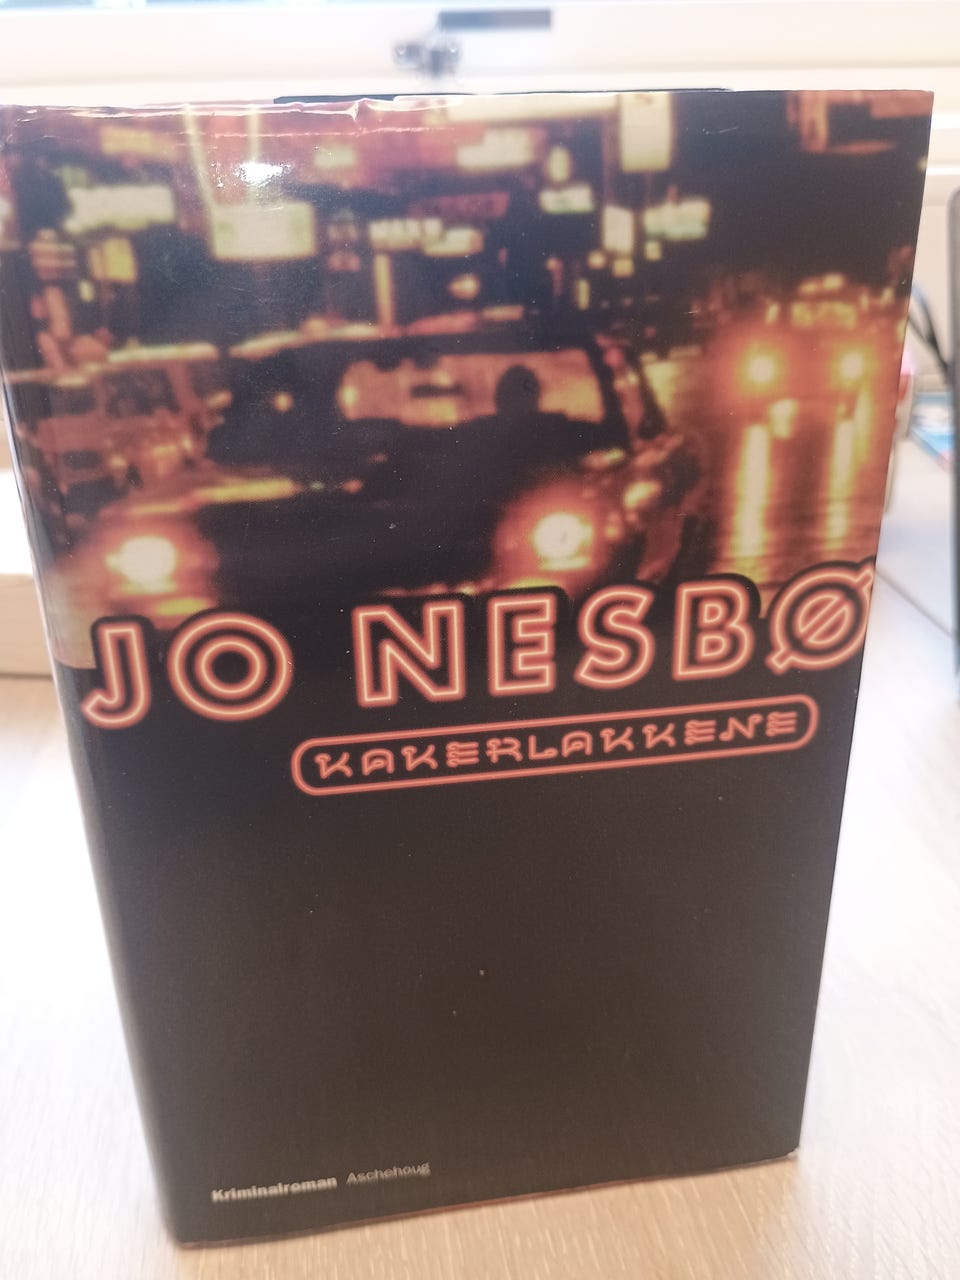 JO NESBØ
KAKERLAKKENE
Kriminalroman Aschehoug